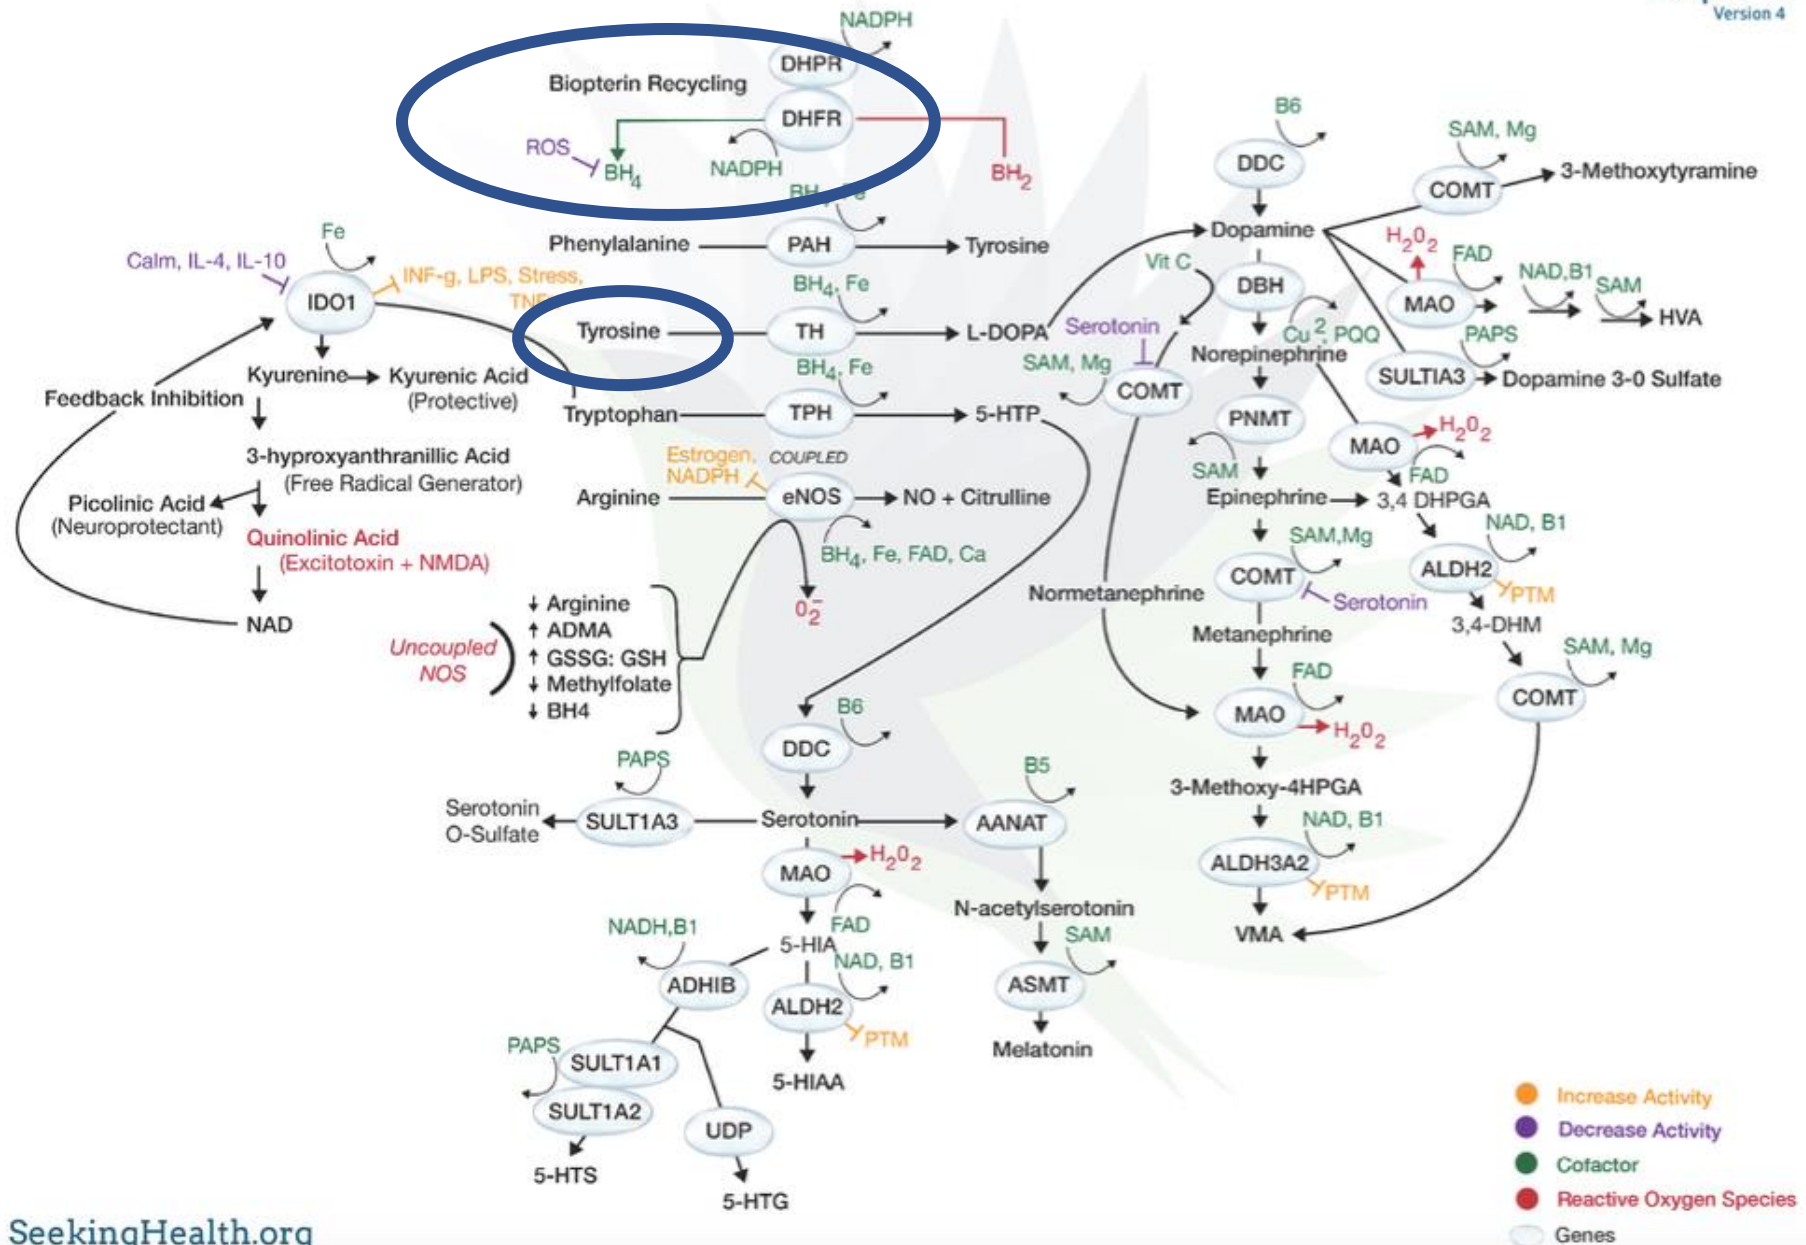 Version 4
NADPH
DHPR
Biopterin Recycling
DHFR
ROS
BH4
NADPH
BH2
B6
DDC
SAM, Mg
COMT
3-Methoxytyramine
Fe
Calm, IL-4, IL-10
IDO1
INF-g, LPS, Stress,
Phenylalanine
PAH
Tyrosine
Dopamine
H202
FAD
NAD,B1
SAM
MAO
HVA
Vit C
DBH
BH4, Fe
Tyrosine
TH
L-DOPA
Serotonin
Cu 2, PQQ
PAPS
Norepinephrine
SAM, Mg
COMT
SULTIA3
Dopamine 3-0 Sulfate
Kyurenine
Kyurenic Acid
(Protective)
Feedback Inhibition
BH4, Fe
Tryptophan
TPH
5-HTP
PNMT
SAM
MAO
H202
FAD
3-hyproxyanthranillic Acid
(Free Radical Generator)
Estrogen,
NADPH
COUPLED
Arginine
eNOS
NO + Citrulline
BH4, Fe, FAD, Ca
Epinephrine
3,4 DHPGA
Picolinic Acid
(Neuroprotectant)
Quinolinic Acid
(Excitotoxin + NMDA)
NAD
SAM,Mg
COMT
Serotonin
NAD, B1
ALDH2
PTM
3,4-DHM
Normetanephrine
Metanephrine
Uncoupled
NOS
Arginine
ADMA
GSSG: GSH
Methylfolate
BH4
02-
SAM, Mg
COMT
FAD
MAO
H202
B6
DDC
PAPS
Serotonin
O-Sulfate
SULT1A3
Serotonin
B5
AANAT
3-Methoxy-4HPGA
NAD, B1
ALDH3A2
PTM
VMA
MAO
H202
FAD
N-acetylserotonin
SAM
ASMT
Melatonin
NADH,B1
5-HIA
NAD, B1
ADHIB
ALDH2
PTM
5-HIAA
PAPS
SULT1A1
SULT1A2
UDP
5-HTS
5-HTG
Increase Activity
Decrease Activity
Cofactor
Reactive Oxygen Species
Genes
SeekingHealth.org